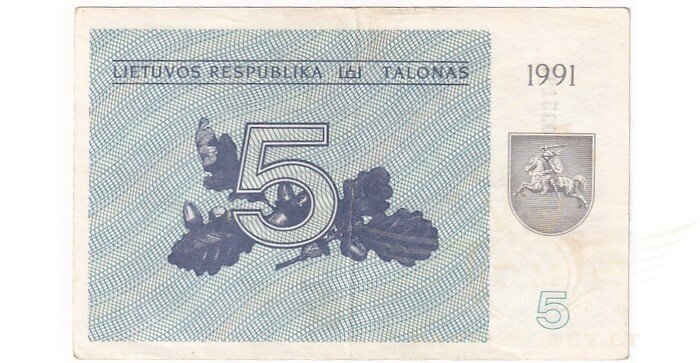 LIETUVOS RESPUBLIKA TALONAS
1991
5
5